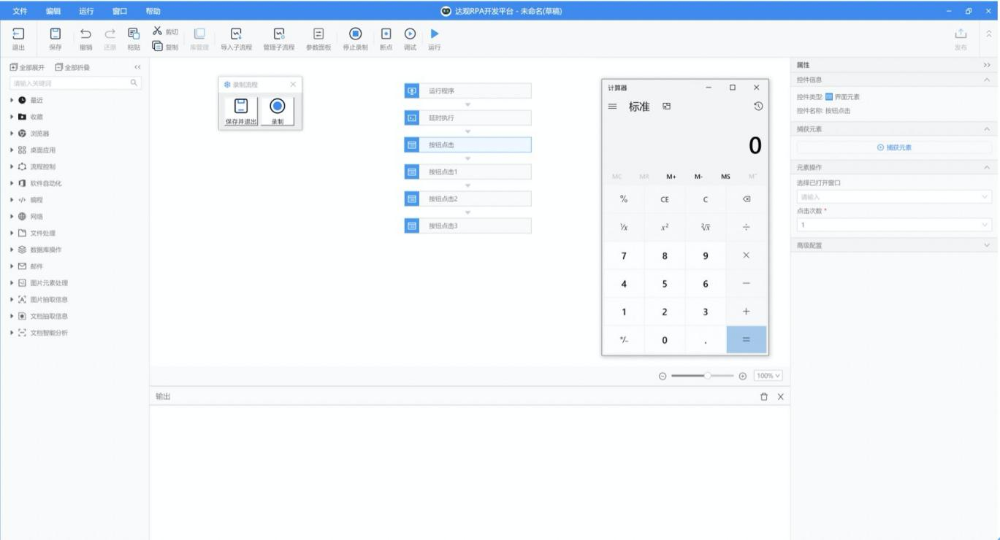 文件 编辑 运行 窗口 帮助
达观RPA开发平台 - 未命名(草稿)
退出 保存 撤销 还原 粘贴 剪切 复制 库管理 导入子流程 管理子流程 参数面板 停止录制 断点 调试 运行 发布
全部展开 全部折叠
请输入关键词
最近
收藏
浏览器
桌面应用
流程控制
软件自动化
编程
网络
文件处理
数据库操作
邮件
图片元素处理
图片抽取信息
文档抽取信息
文档智能分析
录制流程
保存并退出 录制
运行程序
延时执行
按钮点击
按钮点击1
按钮点击2
按钮点击3
计算器
标准
0
MC MR M+ M- MS M˅
% CE C
¹/x x² ²√x ÷
7 8 9 ×
4 5 6 −
1 2 3 +
+/- 0 . =
100%
输出
属性
控件信息
控件类型: 界面元素
控件名称: 按钮点击
捕获元素
捕获元素
元素操作
选择已打开窗口
请输入
点击次数 *
1
高级配置